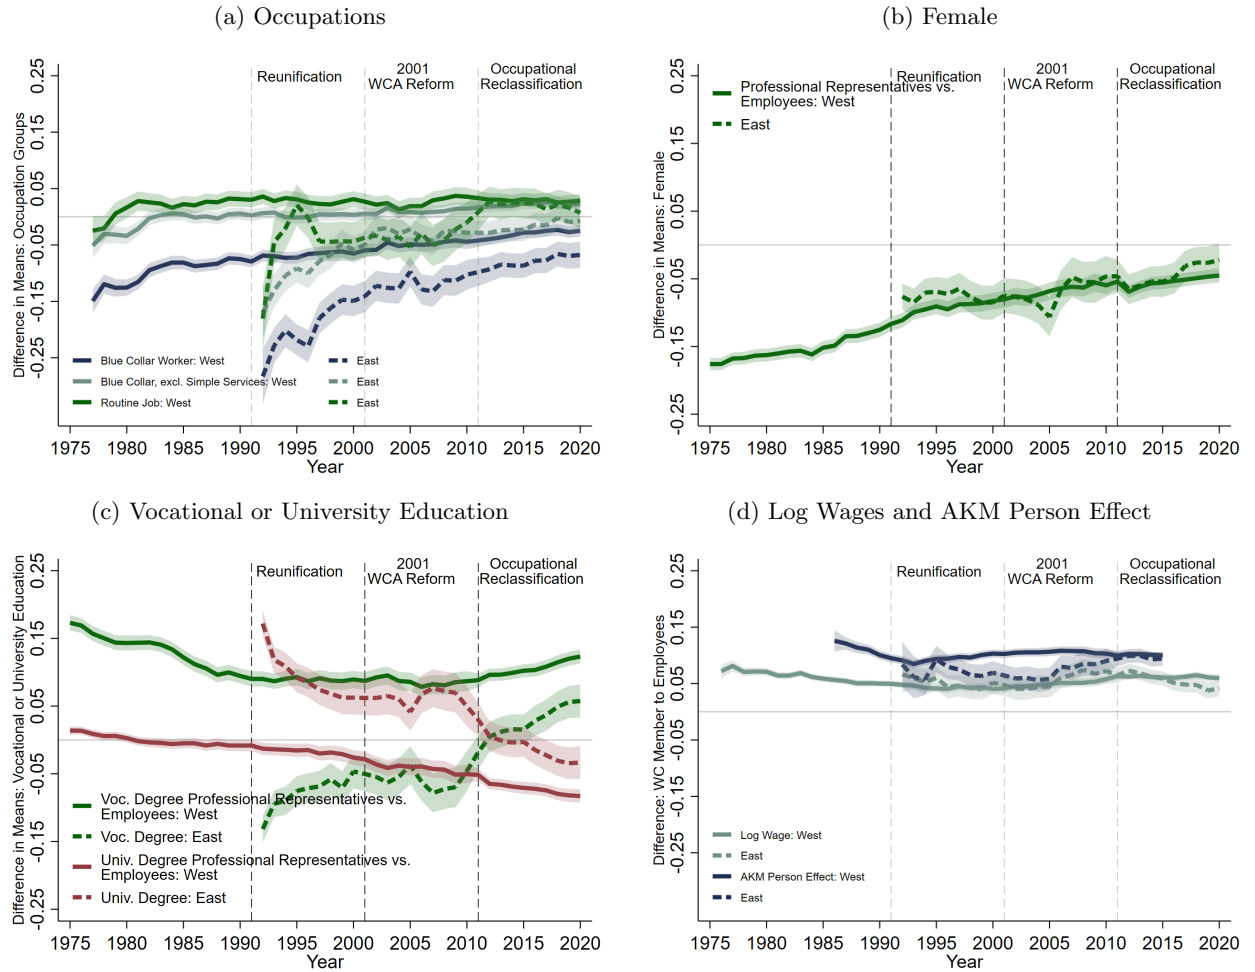 (a) Occupations
Difference in Means: Occupation Groups
0.25
0.15
0.05
-0.05
-0.15
-0.25
Reunification
2001
WCA Reform
Occupational
Reclassification
Blue Collar Worker: West
East
Blue Collar, excl. Simple Services: West
East
Routine Job: West
East
1975 1980 1985 1990 1995 2000 2005 2010 2015 2020
Year
(b) Female
Difference in Means: Female
0.25
0.15
0.05
-0.05
-0.15
-0.25
Reunification
2001
WCA Reform
Occupational
Reclassification
Professional Representatives vs.
Employees: West
East
1975 1980 1985 1990 1995 2000 2005 2010 2015 2020
Year
(c) Vocational or University Education
Difference in Means: Vocational or University Education
0.25
0.15
0.05
-0.05
-0.15
-0.25
Reunification
2001
WCA Reform
Occupational
Reclassification
Voc. Degree Professional Representatives vs.
Employees: West
Voc. Degree: East
Univ. Degree Professional Representatives vs.
Employees: West
Univ. Degree: East
1975 1980 1985 1990 1995 2000 2005 2010 2015 2020
Year
(d) Log Wages and AKM Person Effect
Difference: WC Member to Employees
0.25
0.15
0.05
-0.05
-0.15
-0.25
Reunification
2001
WCA Reform
Occupational
Reclassification
Log Wage: West
East
AKM Person Effect: West
East
1975 1980 1985 1990 1995 2000 2005 2010 2015 2020
Year